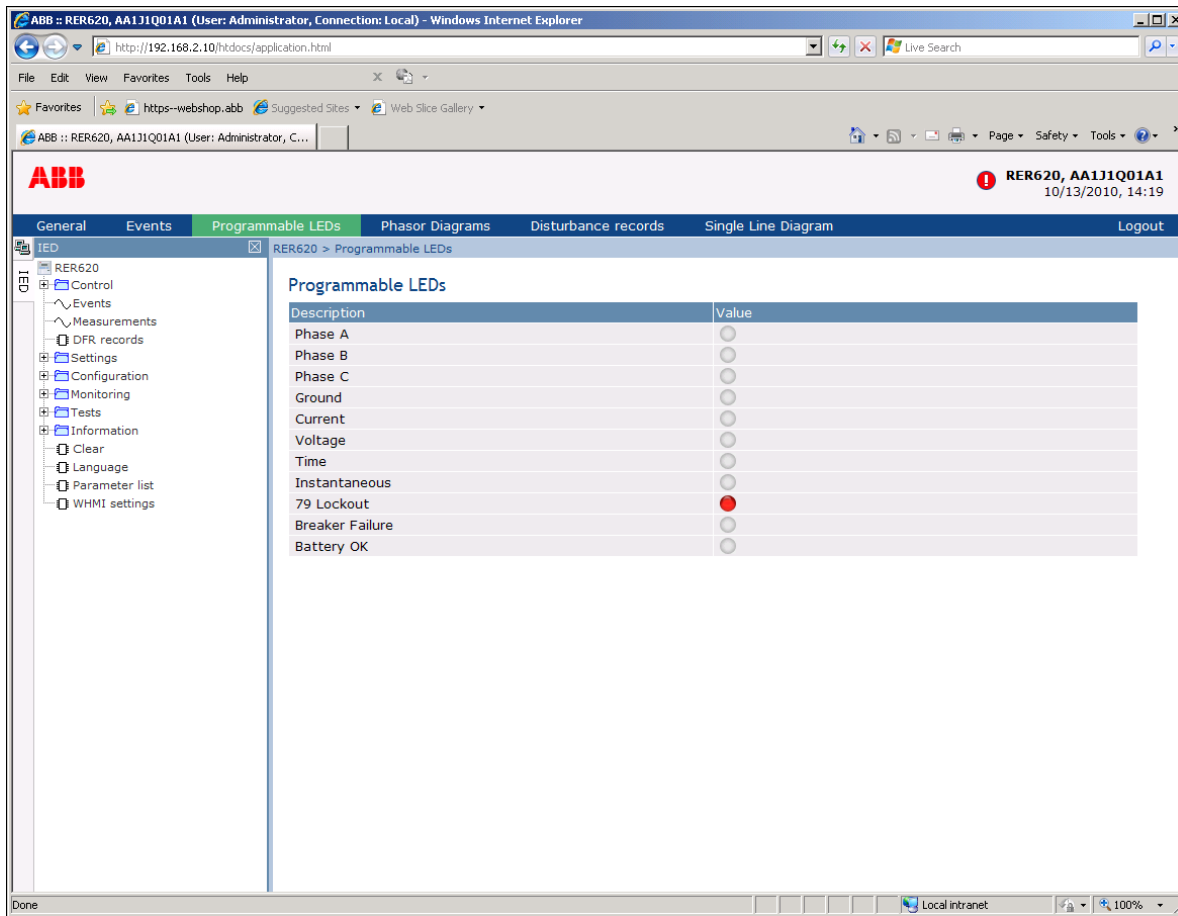 ABB :: RER620, AA1J1Q01A1 (User: Administrator, Connection: Local) - Windows Internet Explorer
http://192.168.2.10/htdocs/application.html
Live Search
File Edit View Favorites Tools Help
Favorites https--webshop.abb Suggested Sites Web Slice Gallery
ABB :: RER620, AA1J1Q01A1 (User: Administrator, C...
Page Safety Tools
ABB
RER620, AA1J1Q01A1
10/13/2010, 14:19
General Events Programmable LEDs Phasor Diagrams Disturbance records Single Line Diagram Logout
IED
IED
RER620 > Programmable LEDs
RER620
Control
Events
Measurements
DFR records
Settings
Configuration
Monitoring
Tests
Information
Clear
Language
Parameter list
WHMI settings
Programmable LEDs
Description Value
Phase A
Phase B
Phase C
Ground
Current
Voltage
Time
Instantaneous
79 Lockout
Breaker Failure
Battery OK
Done
Local intranet
100%